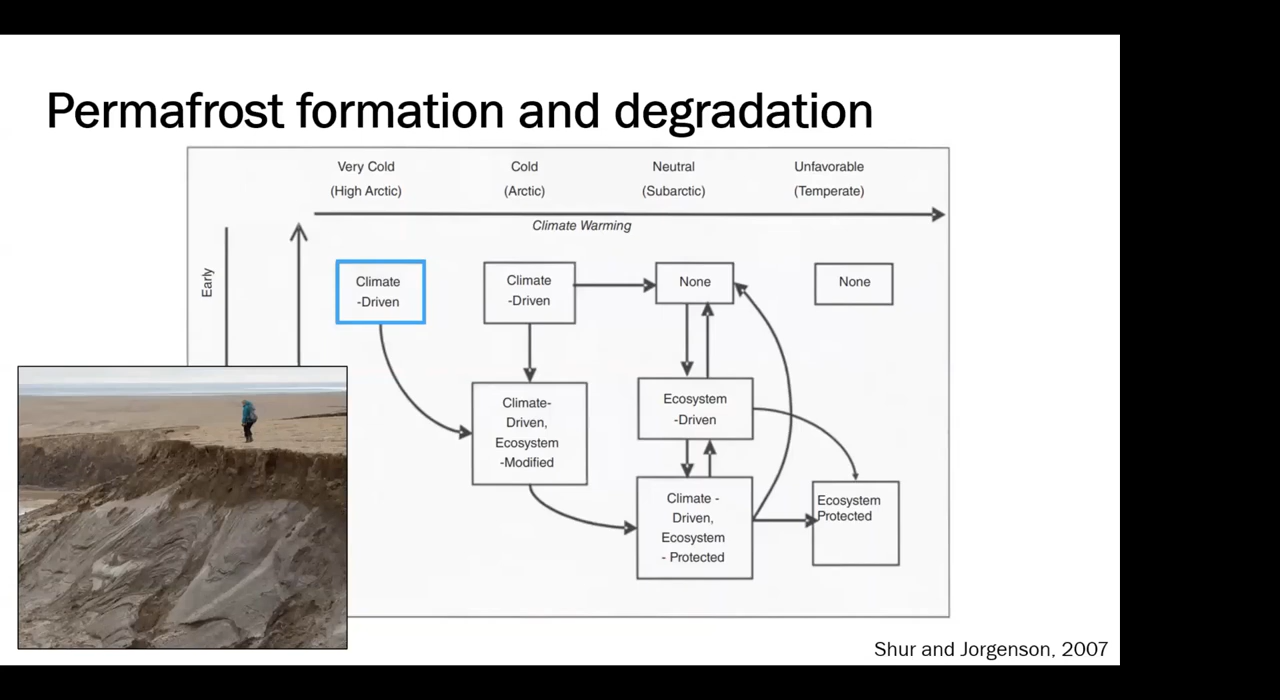 Permafrost formation and degradation
Very Cold
(High Arctic)
Cold
(Arctic)
Neutral
(Subarctic)
Unfavorable
(Temperate)
Climate Warming
Early
Climate
-Driven
Climate
-Driven
None
None
Climate-
Driven,
Ecosystem
-Modified
Ecosystem
-Driven
Climate -
Driven,
Ecosystem
- Protected
Ecosystem
Protected
Shur and Jorgenson, 2007